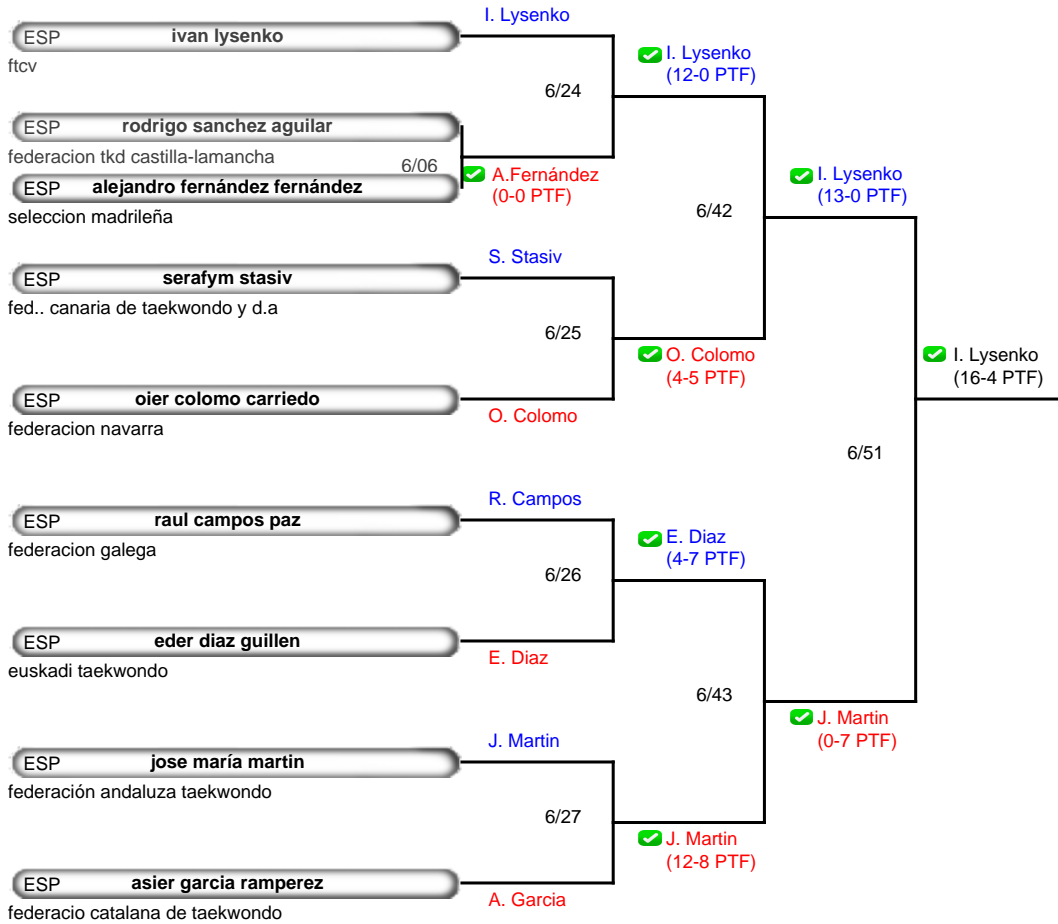 I. Lysenko
ESP ivan lysenko
ftcv
I. Lysenko
(12-0 PTF)
6/24
ESP rodrigo sanchez aguilar
federacion tkd castilla-lamancha
6/06
A.Fernández
(0-0 PTF)
ESP alejandro fernández fernández
seleccion madrileña
I. Lysenko
(13-0 PTF)
6/42
S. Stasiv
ESP serafym stasiv
fed.. canaria de taekwondo y d.a
6/25
O. Colomo
(4-5 PTF)
I. Lysenko
(16-4 PTF)
ESP oier colomo carriedo
O. Colomo
federacion navarra
6/51
R. Campos
ESP raul campos paz
federacion galega
E. Diaz
(4-7 PTF)
6/26
ESP eder diaz guillen
E. Diaz
euskadi taekwondo
6/43
J. Martin
(0-7 PTF)
J. Martin
ESP jose maría martin
federación andaluza taekwondo
6/27
J. Martin
(12-8 PTF)
ESP asier garcia ramperez
A. Garcia
federacio catalana de taekwondo